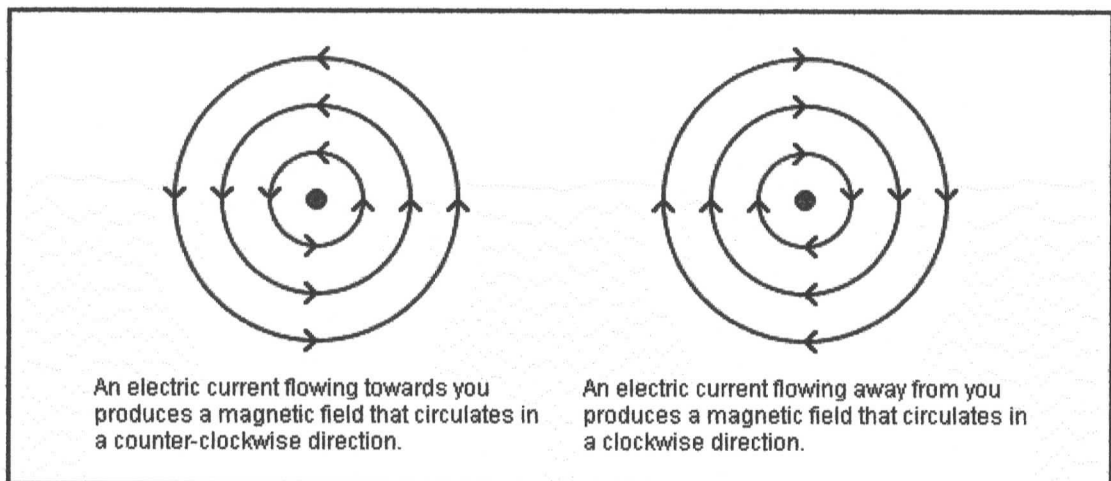 An electric current flowing towards you
produces a magnetic field that circulates in
a counter-clockwise direction.
An electric current flowing away from you
produces a magnetic field that circulates in
a clockwise direction.